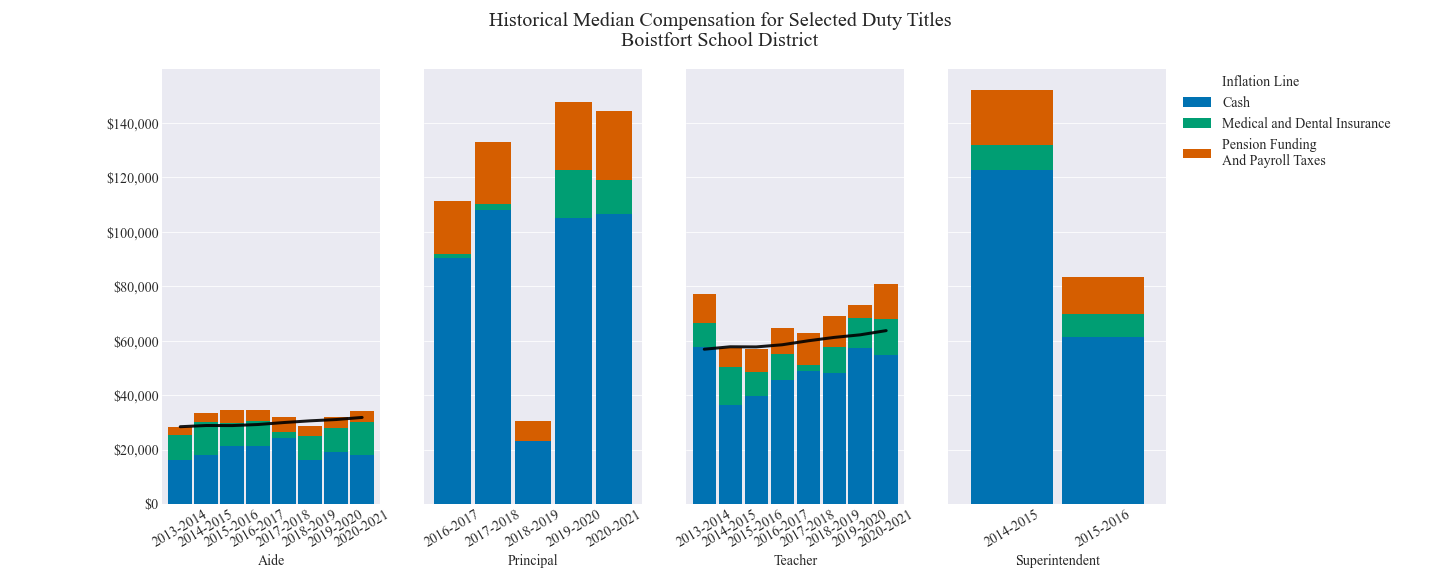 Historical Median Compensation for Selected Duty Titles
Boistfort School District
$140,000
$120,000
$100,000
$80,000
$60,000
$40,000
$20,000
$0
2013-2014
2014-2015
2015-2016
2016-2017
2017-2018
2018-2019
2019-2020
2020-2021
Aide
2016-2017
2017-2018
2018-2019
2019-2020
2020-2021
Principal
2013-2014
2014-2015
2015-2016
2016-2017
2017-2018
2018-2019
2019-2020
2020-2021
Teacher
2014-2015
2015-2016
Superintendent
Inflation Line
Cash
Medical and Dental Insurance
Pension Funding
And Payroll Taxes